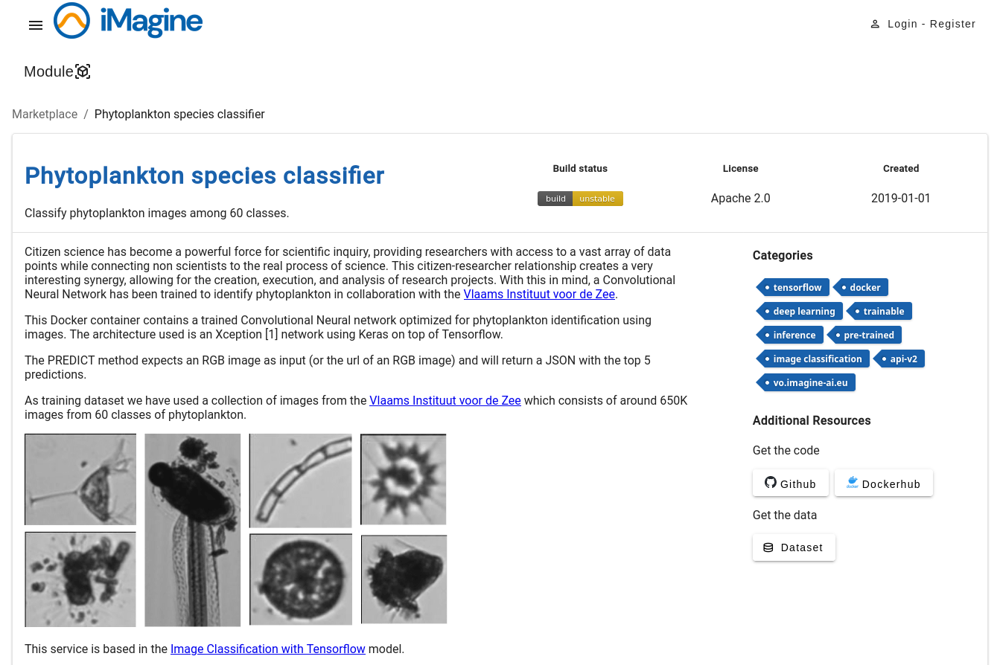 iMagine
Login - Register
Module
Marketplace / Phytoplankton species classifier
Phytoplankton species classifier
Classify phytoplankton images among 60 classes.
Build status
build unstable
License
Apache 2.0
Created
2019-01-01
Citizen science has become a powerful force for scientific inquiry, providing researchers with access to a vast array of data
points while connecting non scientists to the real process of science. This citizen-researcher relationship creates a very
interesting synergy, allowing for the creation, execution, and analysis of research projects. With this in mind, a Convolutional
Neural Network has been trained to identify phytoplankton in collaboration with the Vlaams Instituut voor de Zee.
This Docker container contains a trained Convolutional Neural network optimized for phytoplankton identification using
images. The architecture used is an Xception [1] network using Keras on top of Tensorflow.
The PREDICT method expects an RGB image as input (or the url of an RGB image) and will return a JSON with the top 5
predictions.
As training dataset we have used a collection of images from the Vlaams Instituut voor de Zee which consists of around 650K
images from 60 classes of phytoplankton.
This service is based in the Image Classification with Tensorflow model.
Categories
tensorflow docker
deep learning trainable
inference pre-trained
image classification api-v2
vo.imagine-ai.eu
Additional Resources
Get the code
Github docker Dockerhub
Get the data
Dataset